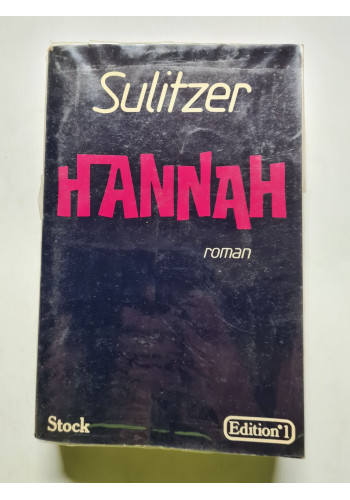 Sulitzer
HANNAH
roman
Stock
Edition°1